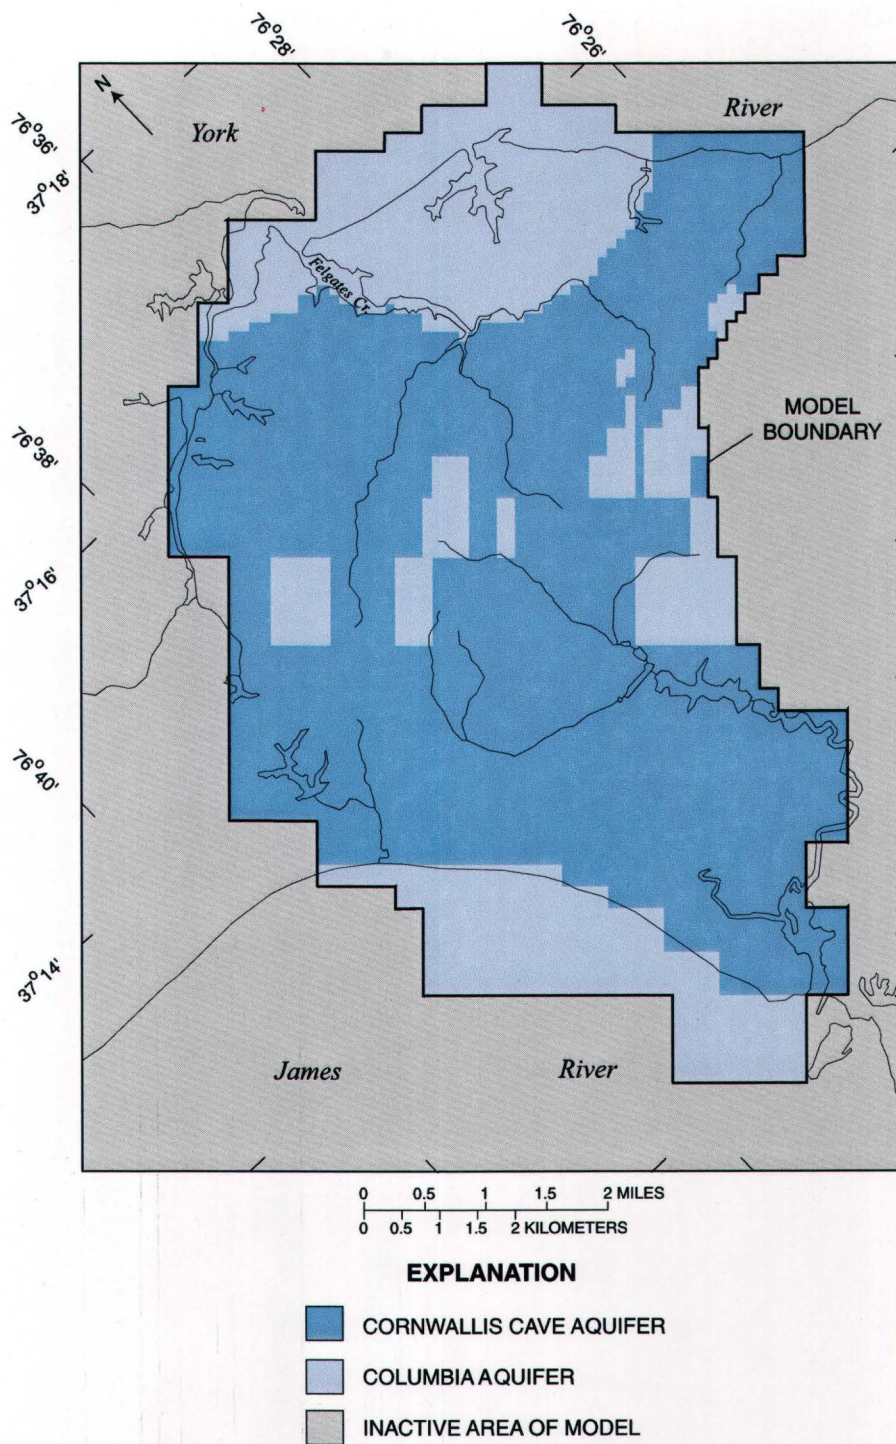 76°28'
76°26'
N
York
River
76°36'
37°18'
Felgates Cr.
MODEL
BOUNDARY
76°38'
37°16'
76°40'
37°14'
James
River
0 0.5 1 1.5 2 MILES
0 0.5 1 1.5 2 KILOMETERS
EXPLANATION
CORNWALLIS CAVE AQUIFER
COLUMBIA AQUIFER
INACTIVE AREA OF MODEL